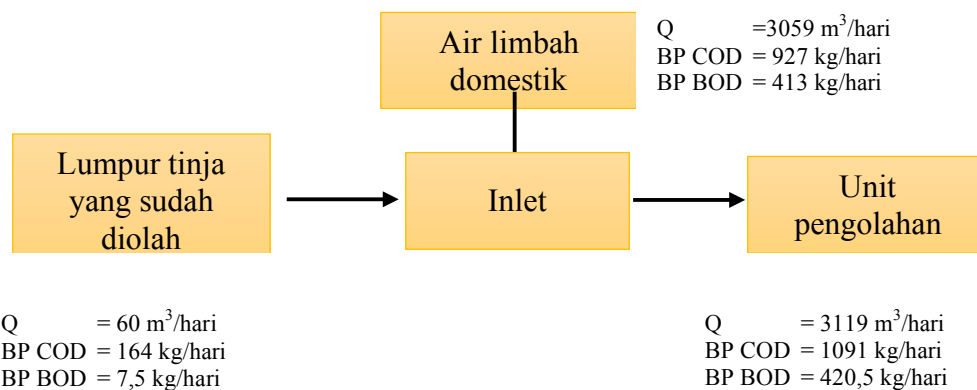 Air limbah
domestik
Q =3059 m³/hari
BP COD = 927 kg/hari
BP BOD = 413 kg/hari
Lumpur tinja
yang sudah
diolah
Inlet
Unit
pengolahan
Q = 60 m³/hari
BP COD = 164 kg/hari
BP BOD = 7,5 kg/hari
Q = 3119 m³/hari
BP COD = 1091 kg/hari
BP BOD = 420,5 kg/hari